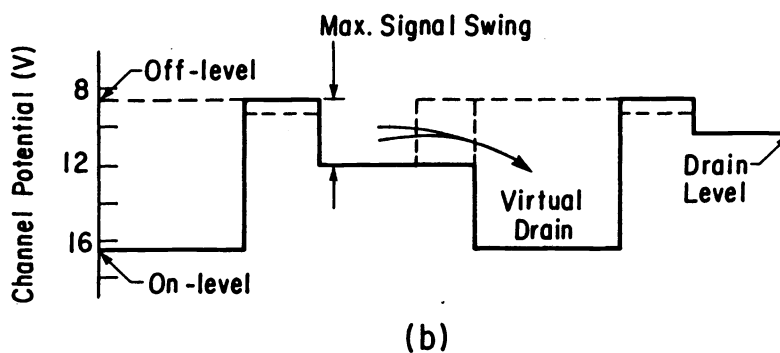 Max. Signal Swing
Channel Potential (V)
8
Off-level
12
Virtual
Drain
Drain
Level
16
On-level
(b)